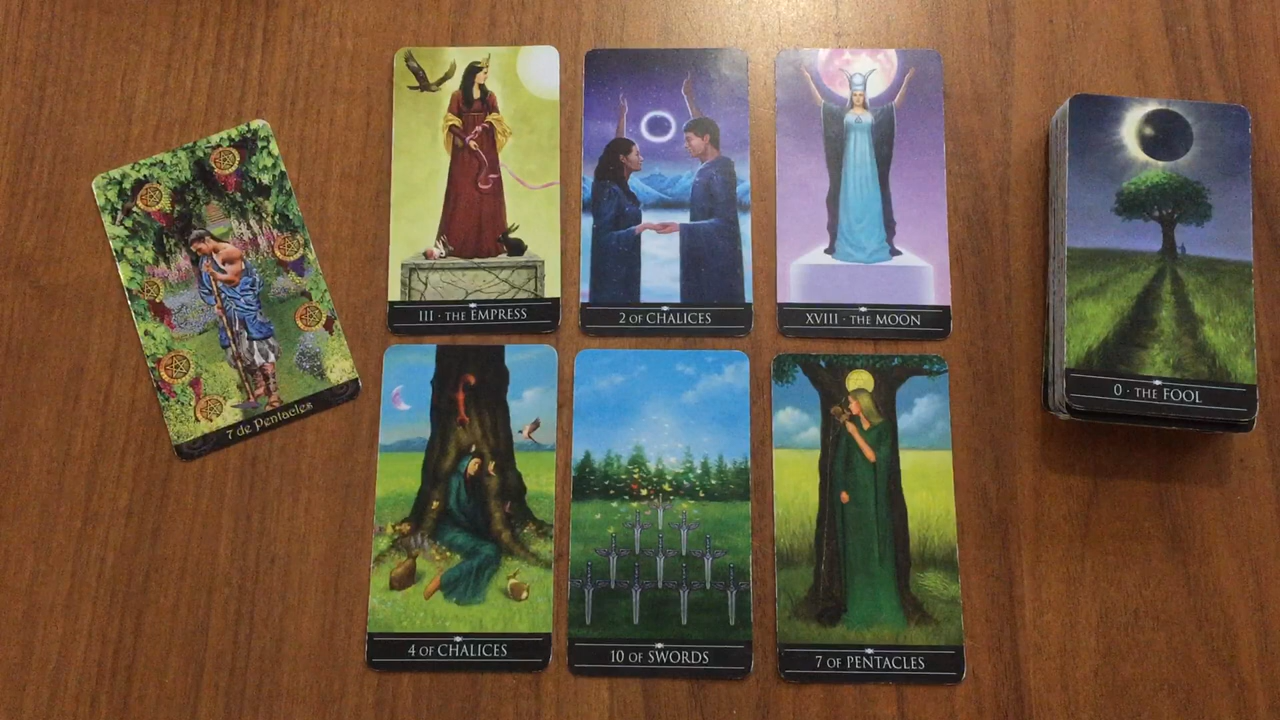 7 de Pentacles
III · THE EMPRESS
2 OF CHALICES
XVIII · THE MOON
0 · THE FOOL
4 OF CHALICES
10 OF SWORDS
7 OF PENTACLES